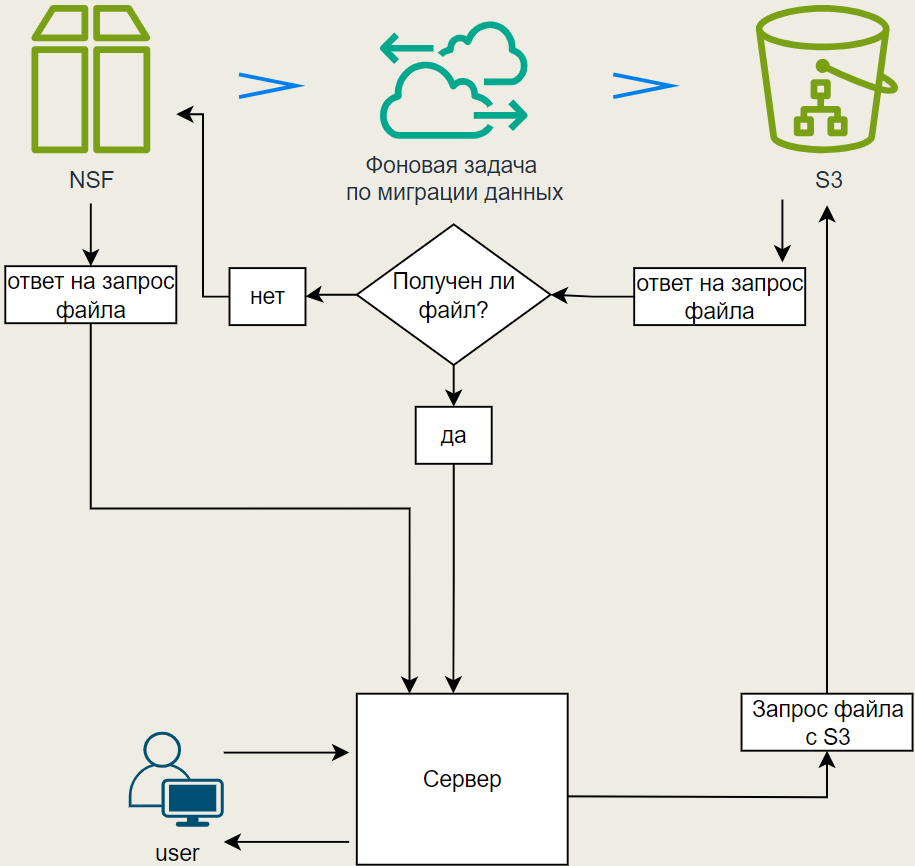 Фоновая задача
по миграции данных
NSF
S3
ответ на запрос
файла
нет
Получен ли
файл?
ответ на запрос
файла
да
Запрос файла
с S3
Сервер
user